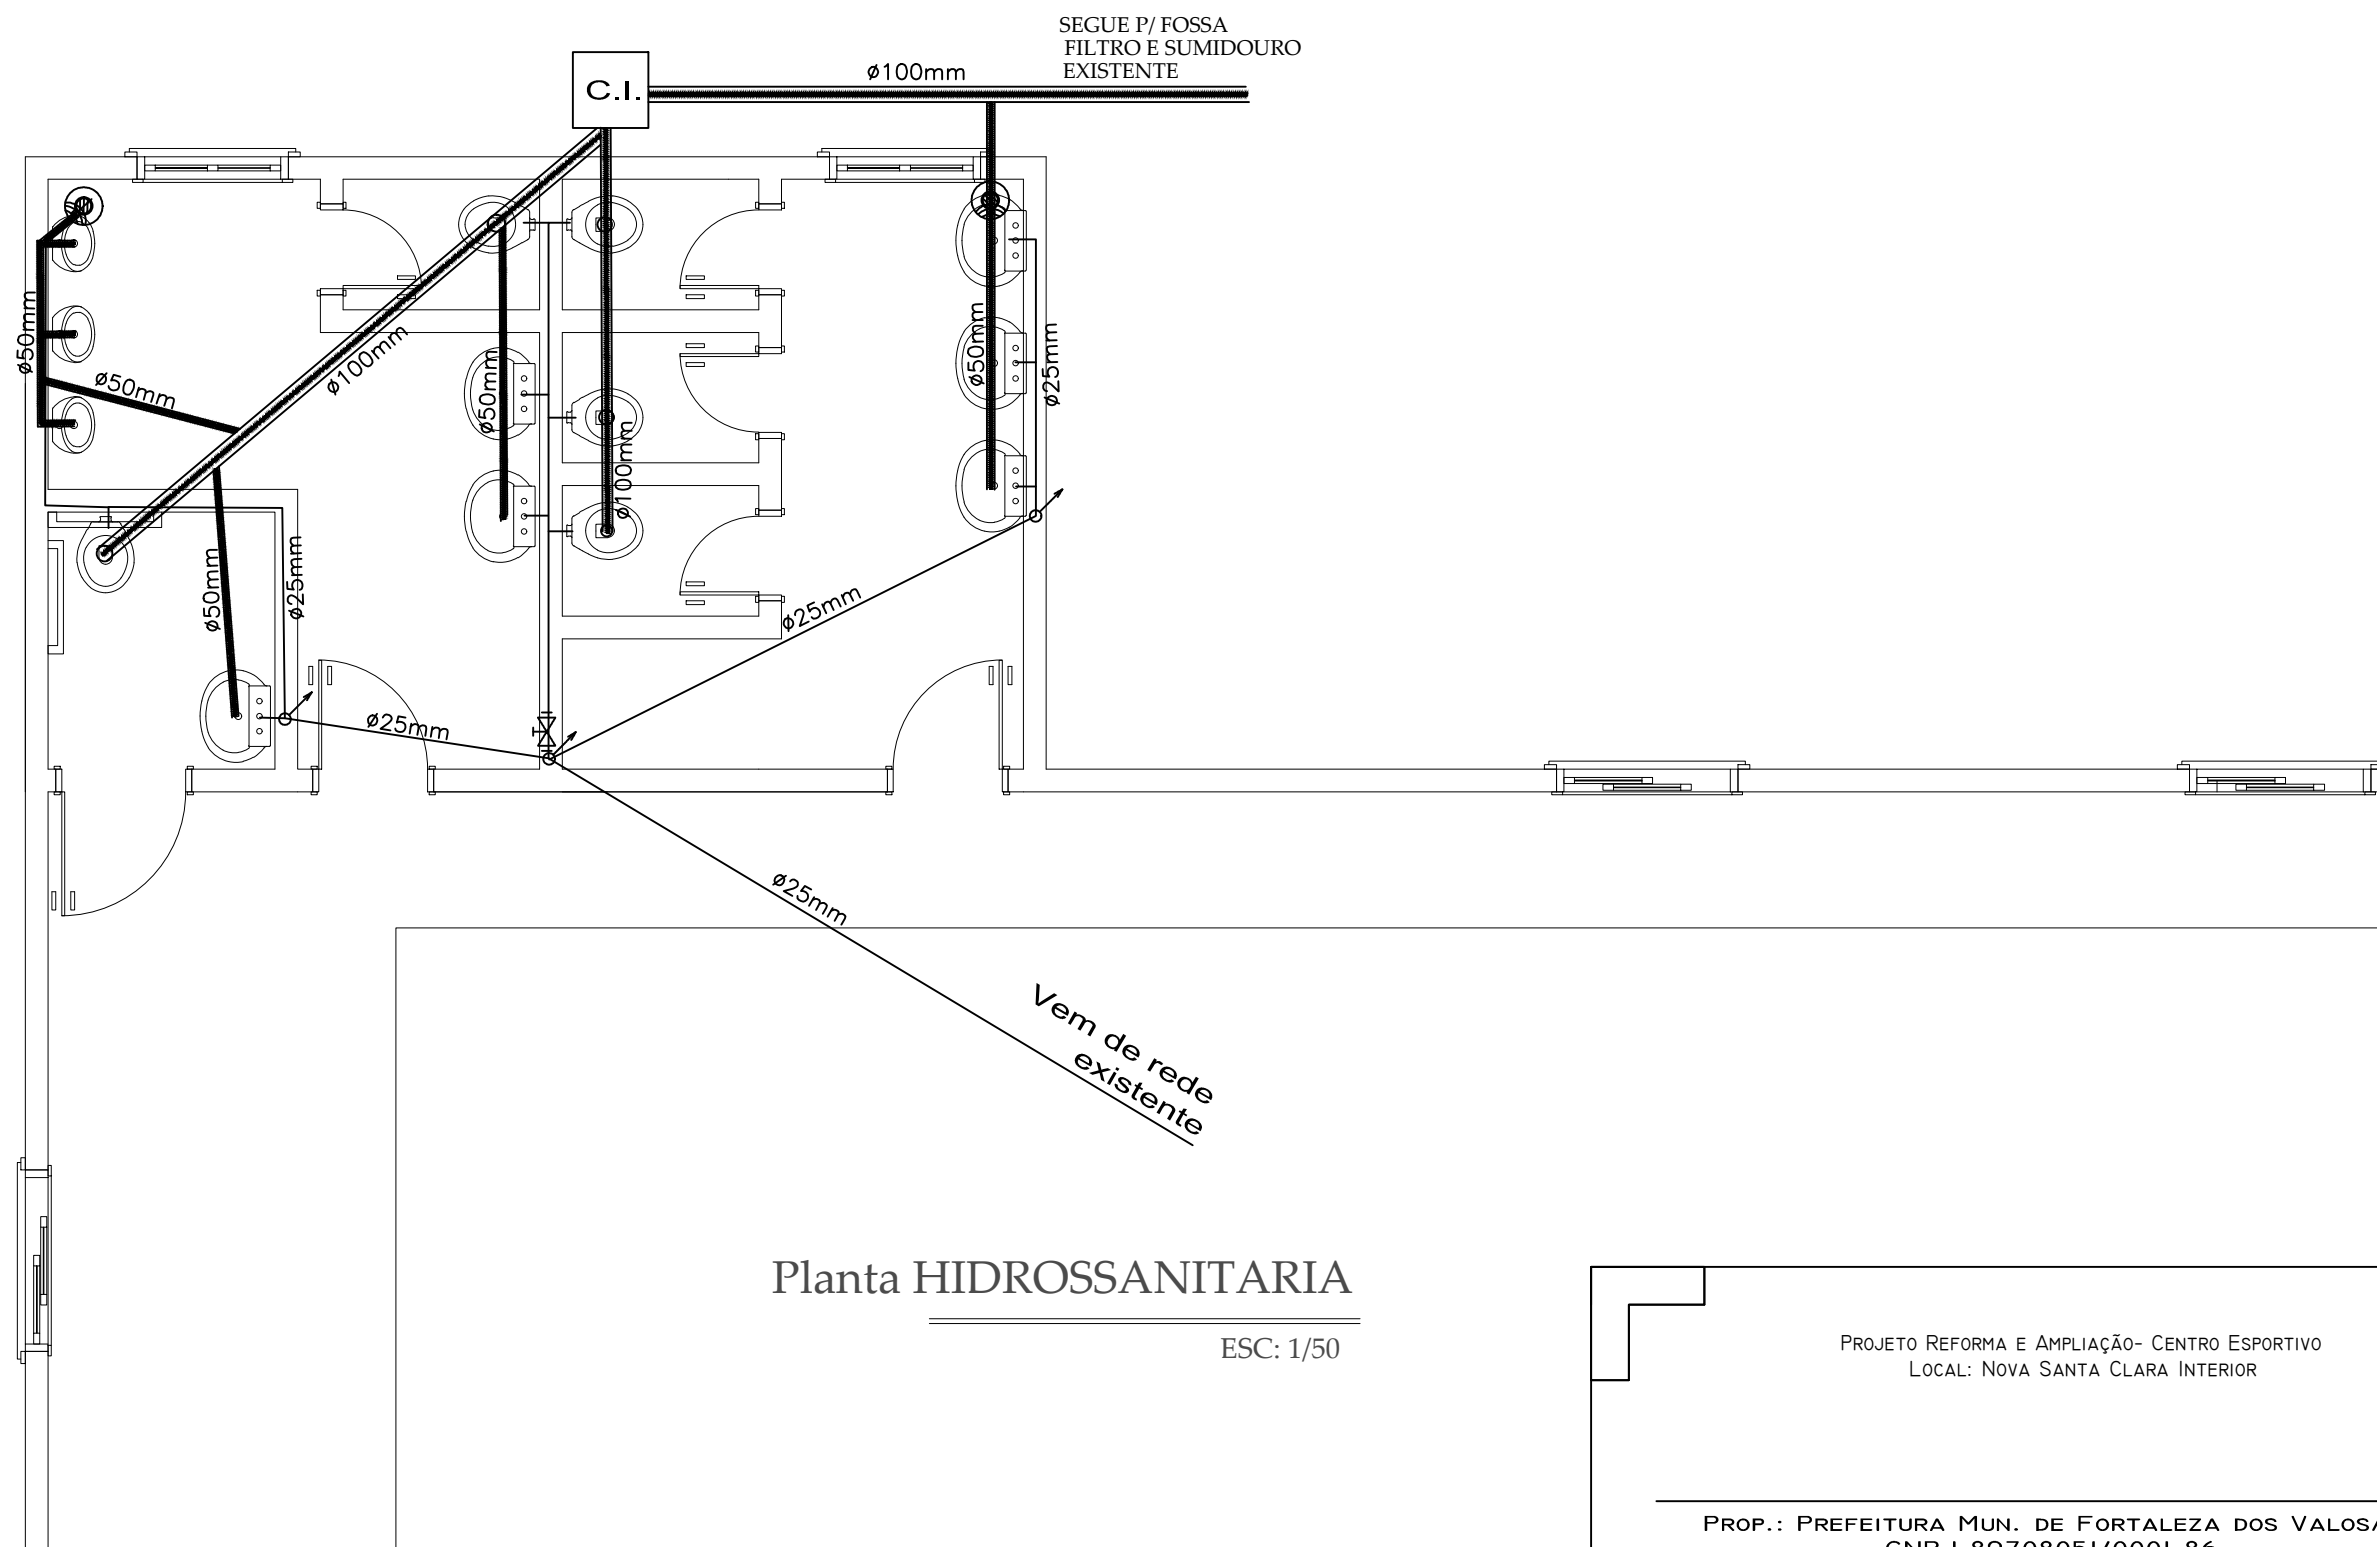 SEGUE P/ FOSSA
FILTRO E SUMIDOURO
EXISTENTE
ø100mm
C.I.
ø50mm
ø50mm
ø100mm
ø50mm
ø100mm
ø50mm
ø25mm
ø50mm
ø25mm
ø25mm
ø25mm
ø25mm
Vem de rede
existente
Planta HIDROSSANITARIA
ESC: 1/50
PROJETO REFORMA E AMPLIAÇÃO- CENTRO ESPORTIVO
LOCAL: NOVA SANTA CLARA INTERIOR
PROP.: PREFEITURA MUN. DE FORTALEZA DOS